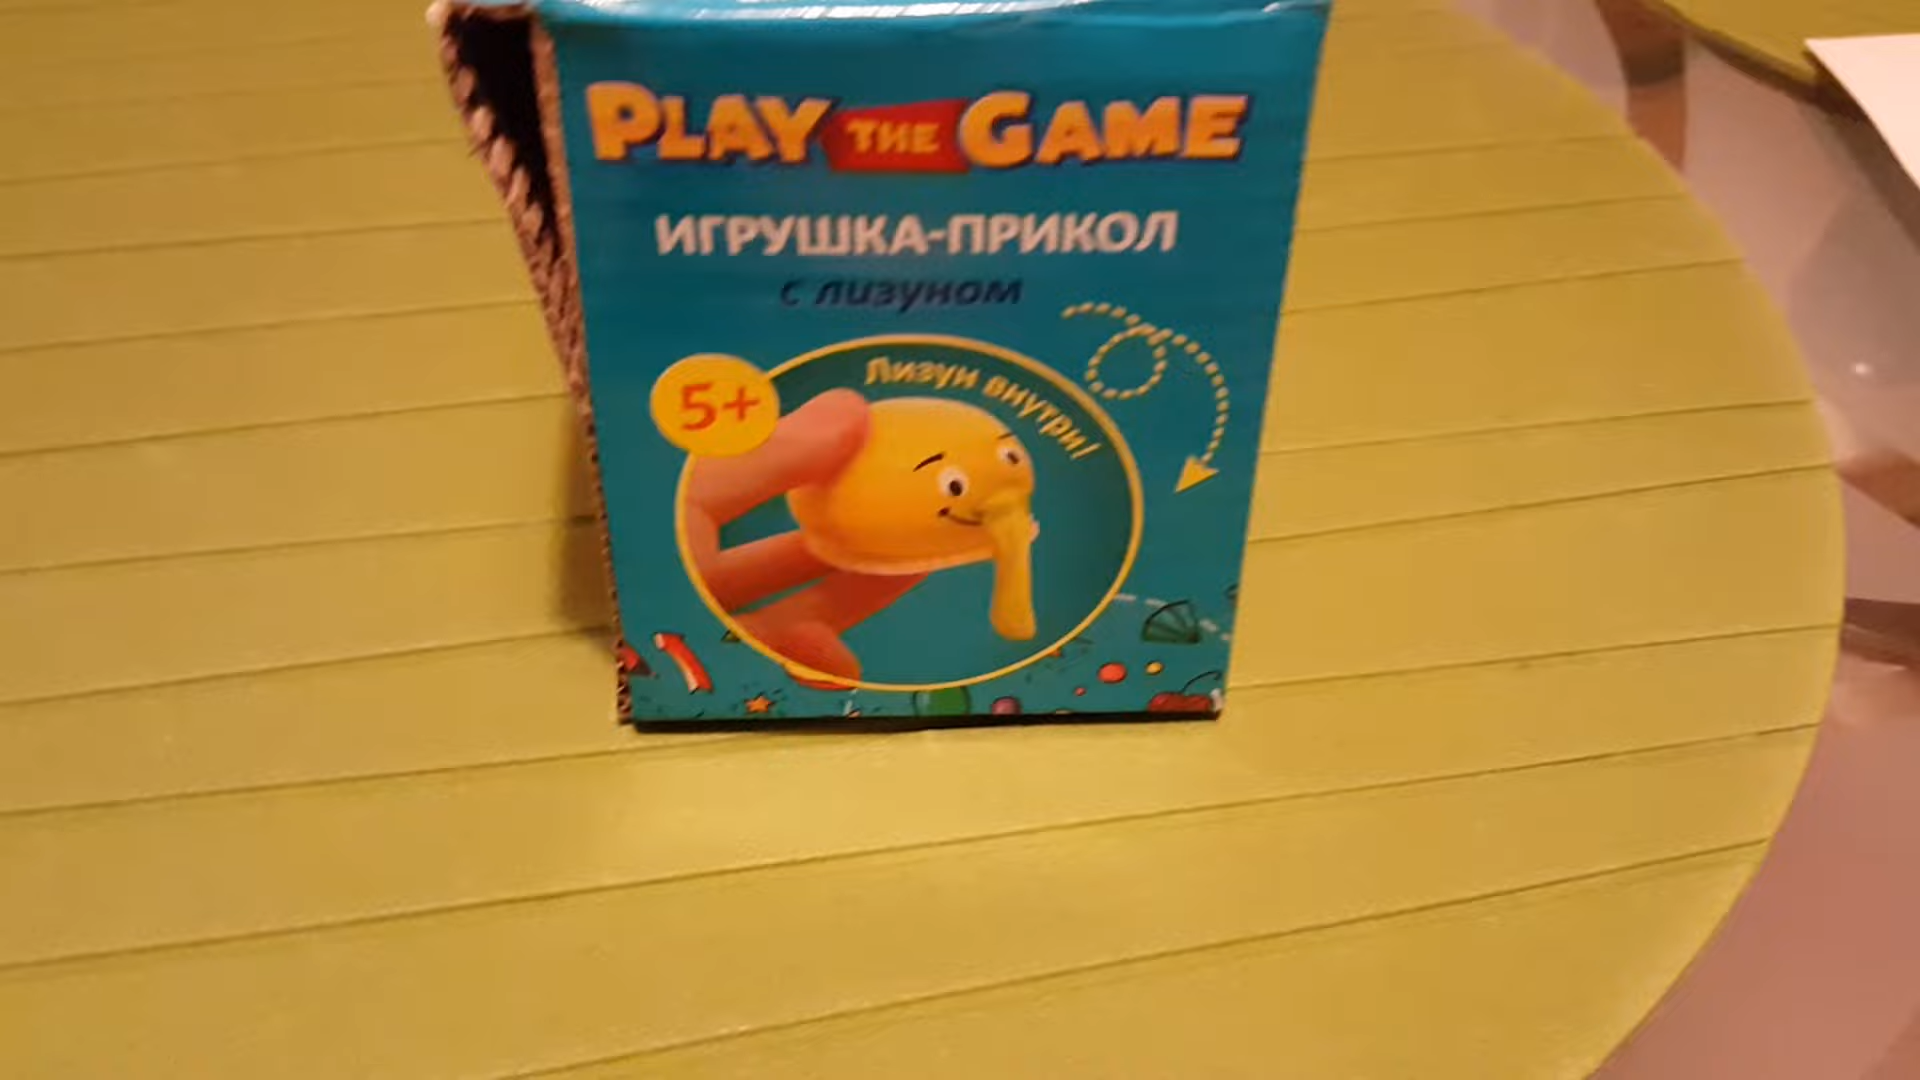 PLAY THE GAME
ИГРУШКА-ПРИКОЛ
с лизуном
5+
Лизун внутри!